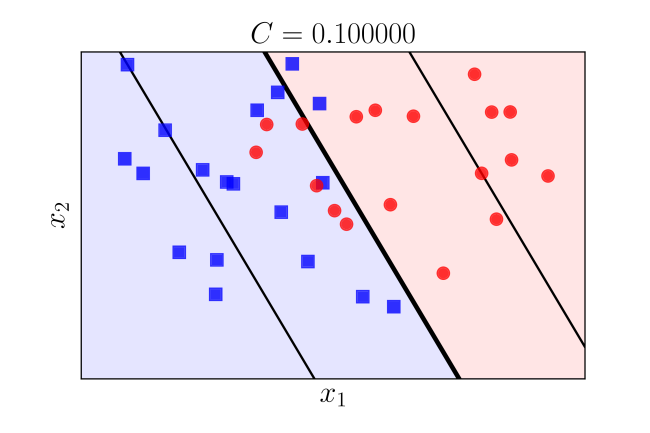 C = 0.100000
x₂
x₁